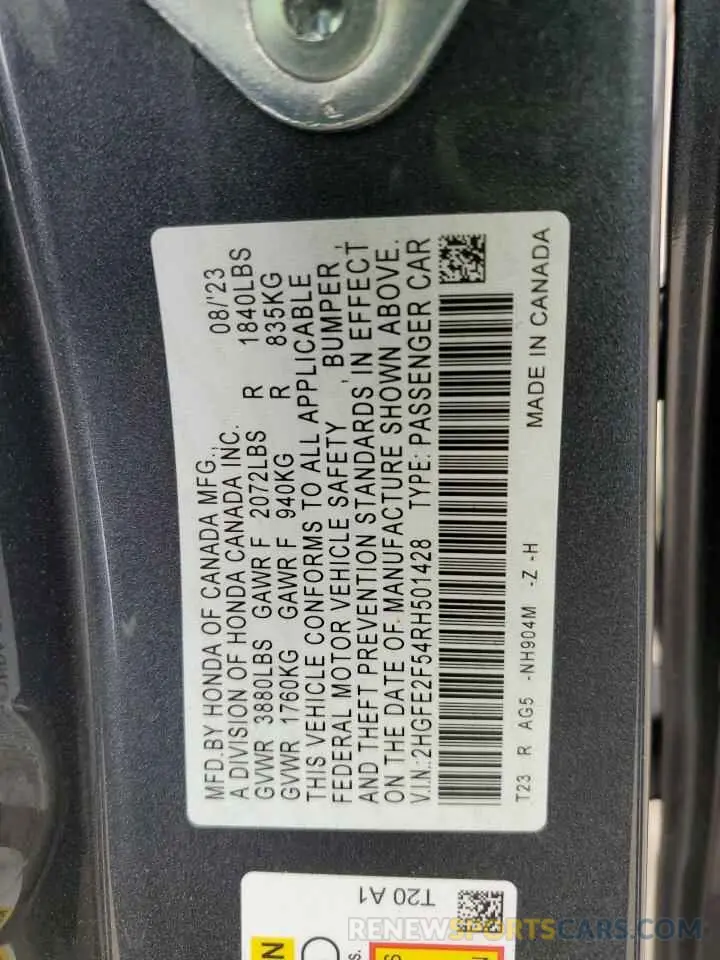 MFD.BY HONDA OF CANADA MFG., 08/'23
A DIVISION OF HONDA CANADA INC.
GVWR 3880LBS GAWR F 2072LBS R 1840LBS
GVWR 1760KG GAWR F 940KG R 835KG
THIS VEHICLE CONFORMS TO ALL APPLICABLE
FEDERAL MOTOR VEHICLE SAFETY, BUMPER,
AND THEFT PREVENTION STANDARDS, IN EFFECT
ON THE DATE OF MANUFACTURE SHOWN ABOVE.
V.I.N.:2HGFE2F54RH501428 TYPE: PASSENGER CAR
T23 R AG5 -NH904M -Z -H
MADE IN CANADA
T20 A1
RENEWSPORTSCARS.COM